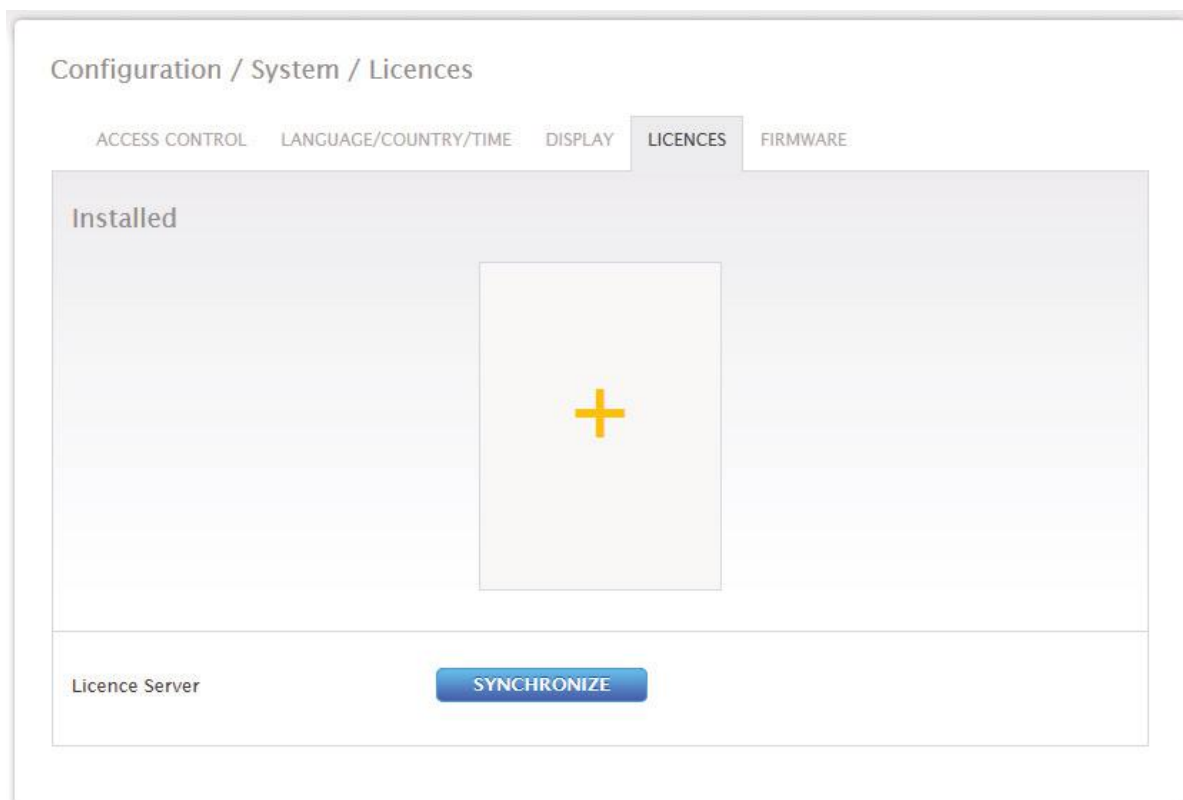 Configuration / System / Licences
ACCESS CONTROL LANGUAGE/COUNTRY/TIME DISPLAY LICENCES FIRMWARE
Installed
+
Licence Server SYNCHRONIZE